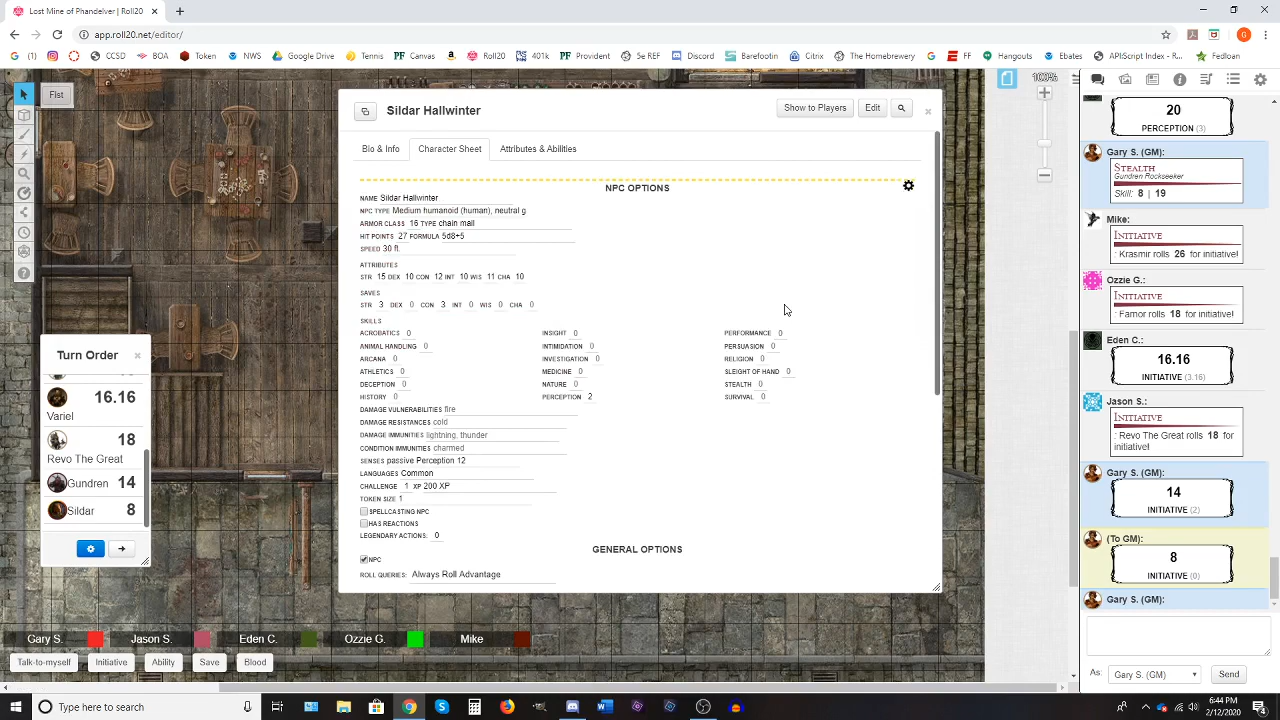 Lost Mine of Phandelver | Roll20
app.roll20.net/editor/
G
(1)
CCSD
BOA
Token
NWS
Google Drive
Tennis
Canvas
Roll20
401k
Provident
Se REF
Discord
Barefootin
Citrix
The Homebrewery
FF
Hangouts
Ebates
APIScript Index - R...
Fedloan
Fist
Sildar Hallwinter
Show to Players
Edit
Bio & Info
Character Sheet
Attributes & Abilities
NPC OPTIONS
NAME Sildar Hallwinter
NPC TYPE Medium humanoid (human), neutral g
ARMOR CLASS 16 TYPE chain mail
HIT POINTS 27 FORMULA 5d8+5
SPEED 30 ft.
ATTRIBUTES
STR 15 DEX 10 CON 12 INT 10 WIS 11 CHA 10
SAVES
STR 3 DEX 0 CON 3 INT 0 WIS 0 CHA 0
SKILLS
ACROBATICS 0 INSIGHT 0 PERFORMANCE 0
ANIMAL HANDLING 0 INTIMIDATION 0 PERSUASION 0
ARCANA 0 INVESTIGATION 0 RELIGION 0
ATHLETICS 0 MEDICINE 0 SLEIGHT OF HAND 0
DECEPTION 0 NATURE 0 STEALTH 0
HISTORY 0 PERCEPTION 2 SURVIVAL 0
DAMAGE VULNERABILITIES fire
DAMAGE RESISTANCES cold
DAMAGE IMMUNITIES lightning, thunder
CONDITION IMMUNITIES charmed
SENSES passive Perception 12
LANGUAGES Common
CHALLENGE 1 XP 200 XP
TOKEN SIZE 1
SPELLCASTING NPC
HAS REACTIONS
LEGENDARY ACTIONS: 0
GENERAL OPTIONS
NPC
ROLL QUERIES: Always Roll Advantage
Turn Order
16.16
Variel
18
Revo The Great
Gundren 14
Sildar 8
Gary S.
Jason S.
Eden C.
Ozzie G.
Mike
Talk-to-myself
Initiative
Ability
Save
Blood
100%
20
PERCEPTION (3)
Gary S. (GM):
STEALTH
Gundren Rockseeker
Skill: 8 | 19
Mike:
INITIATIVE
Krasmir rolls 26 for initiative!
Ozzie G.:
INITIATIVE
Famor rolls 18 for initiative!
Eden C.:
16.16
INITIATIVE (3.16)
Jason S.:
INITIATIVE
Revo The Great rolls 18 for
initiative!
Gary S. (GM):
14
INITIATIVE (2)
(To GM):
8
INITIATIVE (0)
Gary S. (GM):
As: Gary S. (GM)
Send
Type here to search
6:44 PM
2/12/2020